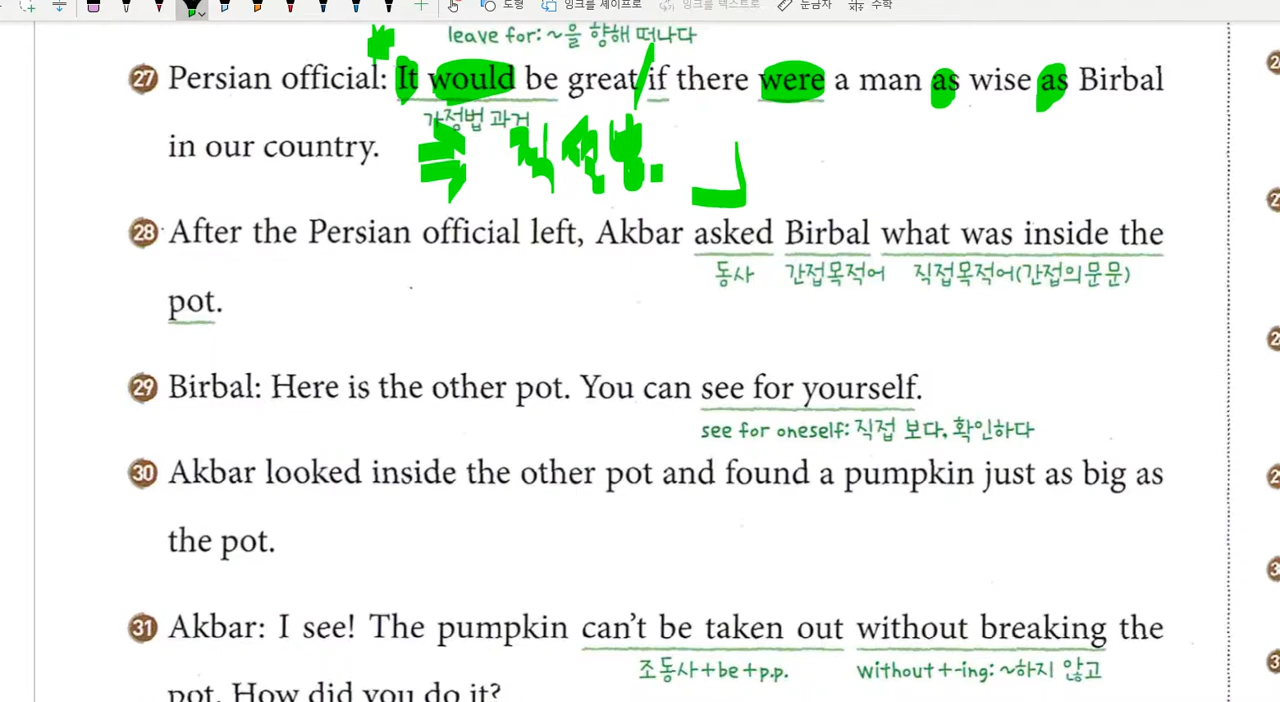 도형 잉크를 셰이프로 잉크를 텍스트로 눈금자 수학
leave for: ~을 향해 떠나다
27 Persian official: It would be great if there were a man as wise as Birbal
가정법 과거
in our country.
직설법.
28 After the Persian official left, Akbar asked Birbal what was inside the
동사 간접목적어 직접목적어(간접의문문)
pot.
29 Birbal: Here is the other pot. You can see for yourself.
see for oneself: 직접 보다, 확인하다
30 Akbar looked inside the other pot and found a pumpkin just as big as
the pot.
31 Akbar: I see! The pumpkin can't be taken out without breaking the
조동사+be+p.p. without+-ing: ~하지 않고
pot. How did you do it?